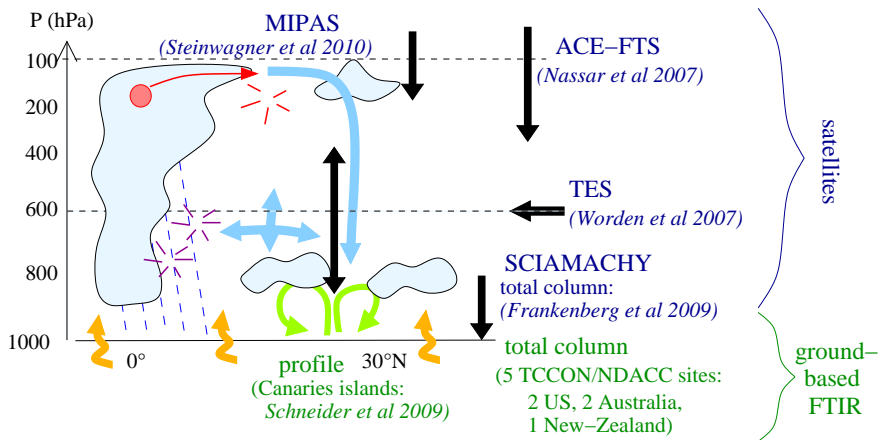 P (hPa)
100
200
400
600
800
1000
MIPAS
(Steinwagner et al 2010)
ACE−FTS
(Nassar et al 2007)
TES
(Worden et al 2007)
SCIAMACHY
total column:
(Frankenberg et al 2009)
satellites
0°
30°N
profile
(Canaries islands:
Schneider et al 2009)
total column
(5 TCCON/NDACC sites:
2 US, 2 Australia,
1 New−Zealand)
ground−
based
FTIR